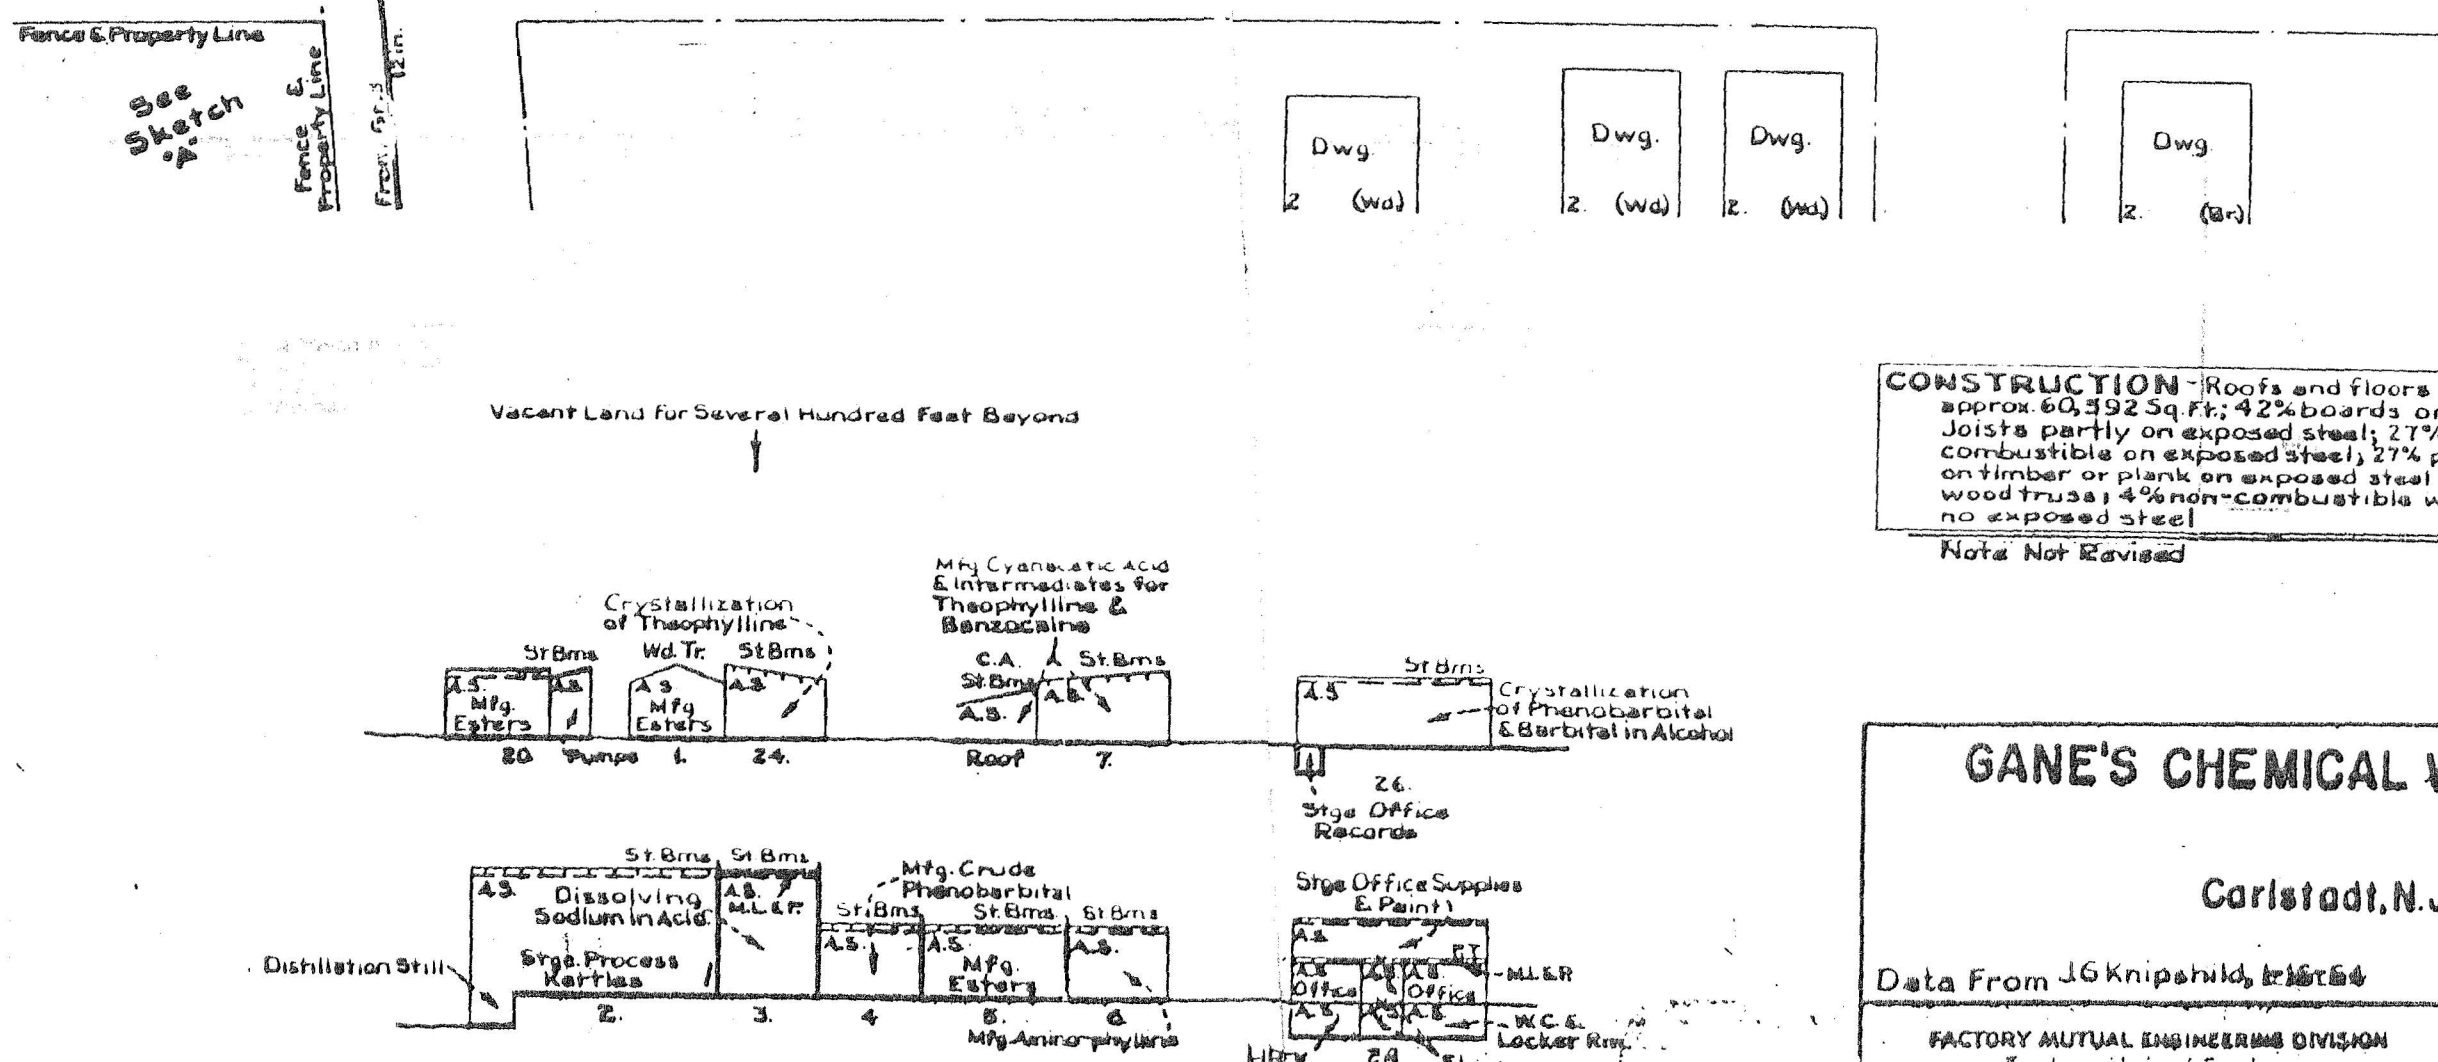 Fence & Property Line
See
Sketch
"A"
Fence &
Property Line
12 in.
Dwg.
2 (Wd.)
Dwg.
2. (Wd.)
Dwg.
2. (Wd.)
Dwg
2. (Br.)
Vacant Land for Several Hundred Feet Beyond
CONSTRUCTION - Roofs and floors
approx. 60,592 Sq. Ft.; 42% boards on
Joists partly on exposed steel; 27%
combustible on exposed steel; 27% p
on timber or plank on exposed steel
wood truss; 4% non-combustible w
no exposed steel
Note Not Revised
Crystallization
of Theophylline
St Bms
Wd. Tr.
St Bms
A.S.
Mfg.
Esters
A.S.
A.S.
Mfg
Esters
A.S.
20 Pumps 1. 24.
Mfg Acid
& Intermediates for
Theophylline &
Benzocaine
C.A.
St. Bms
St. Bms
A.S.
A.S.
Roof 7.
St Bms
A.S
Crystallization
of Phenobarbital
& Barbital in Alcohol
26.
Stge Office
Records
St. Bms
St Bms
A.S.
Dissolving
Sodium in Acid
Stge. Process
Kettles
Distillation Still
A.S.
M.L.&R.
Mfg. Crude
Phenobarbital
St. Bms
St. Bms
St Bms
A.S.
A.S.
Mfg.
Esters
A.S.
2. 3. 4 5. 6
Mfg Aminophylline
Stge Office Supplies
& Paint
A.S
A.S
Office
A.S
A.S.
Office
M.L&R
A.S
A.S
A.S
W.C. &
Locker Rm.
GANE'S CHEMICAL
Carlstadt, N.J
Data From J G Knipshild,
FACTORY MUTUAL ENGINEERING DIVISION